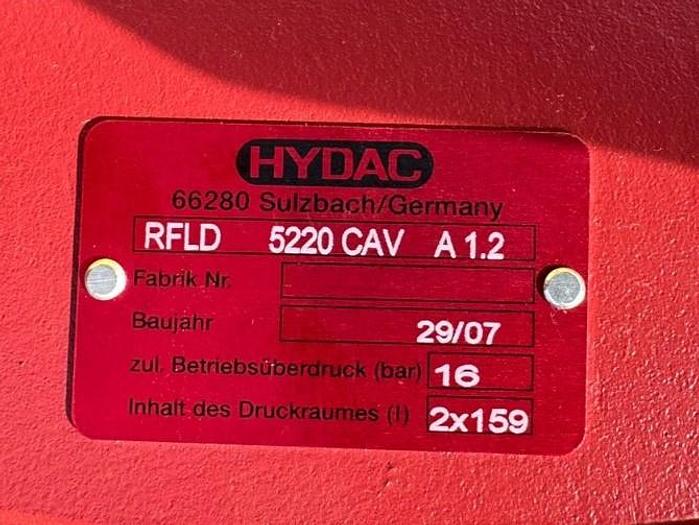 HYDAC
66280 Sulzbach/Germany
RFLD 5220 CAV A 1.2
Fabrik Nr.
Baujahr 29/07
zul. Betriebsüberdruck (bar) 16
Inhalt des Druckraumes (l) 2x159